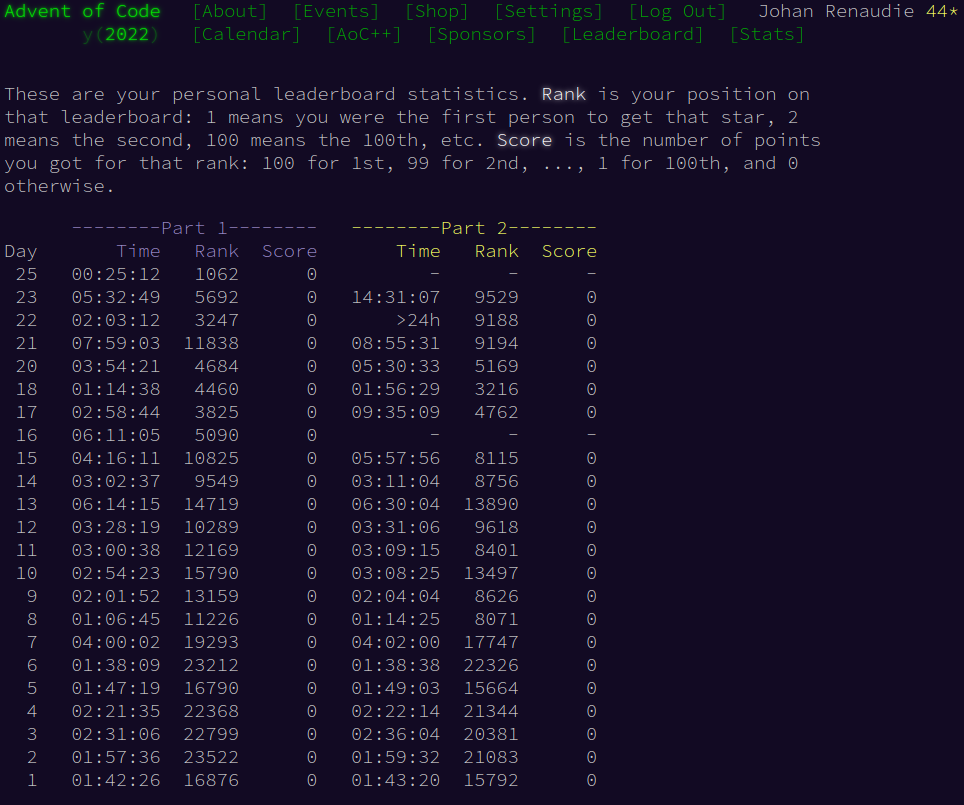 Advent of Code [About] [Events] [Shop] [Settings] [Log Out] Johan Renaudie 44*
y(2022) [Calendar] [AoC++] [Sponsors] [Leaderboard] [Stats]
These are your personal leaderboard statistics. Rank is your position on
that leaderboard: 1 means you were the first person to get that star, 2
means the second, 100 means the 100th, etc. Score is the number of points
you got for that rank: 100 for 1st, 99 for 2nd, ..., 1 for 100th, and 0
otherwise.
--------Part 1-------- --------Part 2--------
Day Time Rank Score Time Rank Score
25 00:25:12 1062 0 - - -
23 05:32:49 5692 0 14:31:07 9529 0
22 02:03:12 3247 0 >24h 9188 0
21 07:59:03 11838 0 08:55:31 9194 0
20 03:54:21 4684 0 05:30:33 5169 0
18 01:14:38 4460 0 01:56:29 3216 0
17 02:58:44 3825 0 09:35:09 4762 0
16 06:11:05 5090 0 - - -
15 04:16:11 10825 0 05:57:56 8115 0
14 03:02:37 9549 0 03:11:04 8756 0
13 06:14:15 14719 0 06:30:04 13890 0
12 03:28:19 10289 0 03:31:06 9618 0
11 03:00:38 12169 0 03:09:15 8401 0
10 02:54:23 15790 0 03:08:25 13497 0
9 02:01:52 13159 0 02:04:04 8626 0
8 01:06:45 11226 0 01:14:25 8071 0
7 04:00:02 19293 0 04:02:00 17747 0
6 01:38:09 23212 0 01:38:38 22326 0
5 01:47:19 16790 0 01:49:03 15664 0
4 02:21:35 22368 0 02:22:14 21344 0
3 02:31:06 22799 0 02:36:04 20381 0
2 01:57:36 23522 0 01:59:32 21083 0
1 01:42:26 16876 0 01:43:20 15792 0